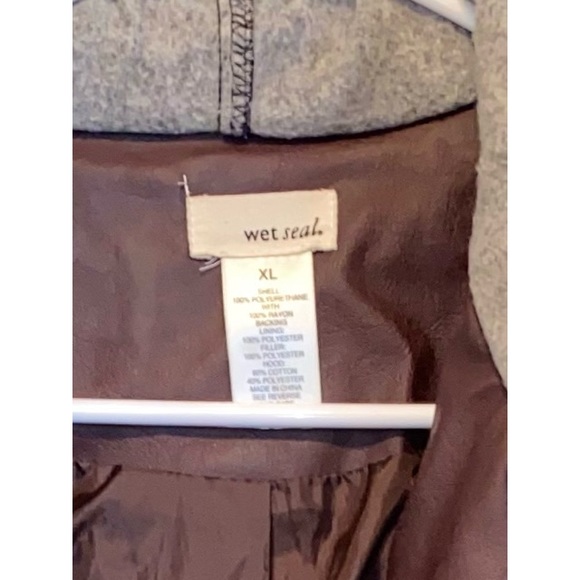 wet seal.
XL
SHELL
100% POLYURETHANE
WITH
100% RAYON
BACKING
LINING:
100% POLYESTER
FILLER:
100% POLYESTER
HOOD:
60% COTTON
40% POLYESTER
MADE IN CHINA
SEE REVERSE